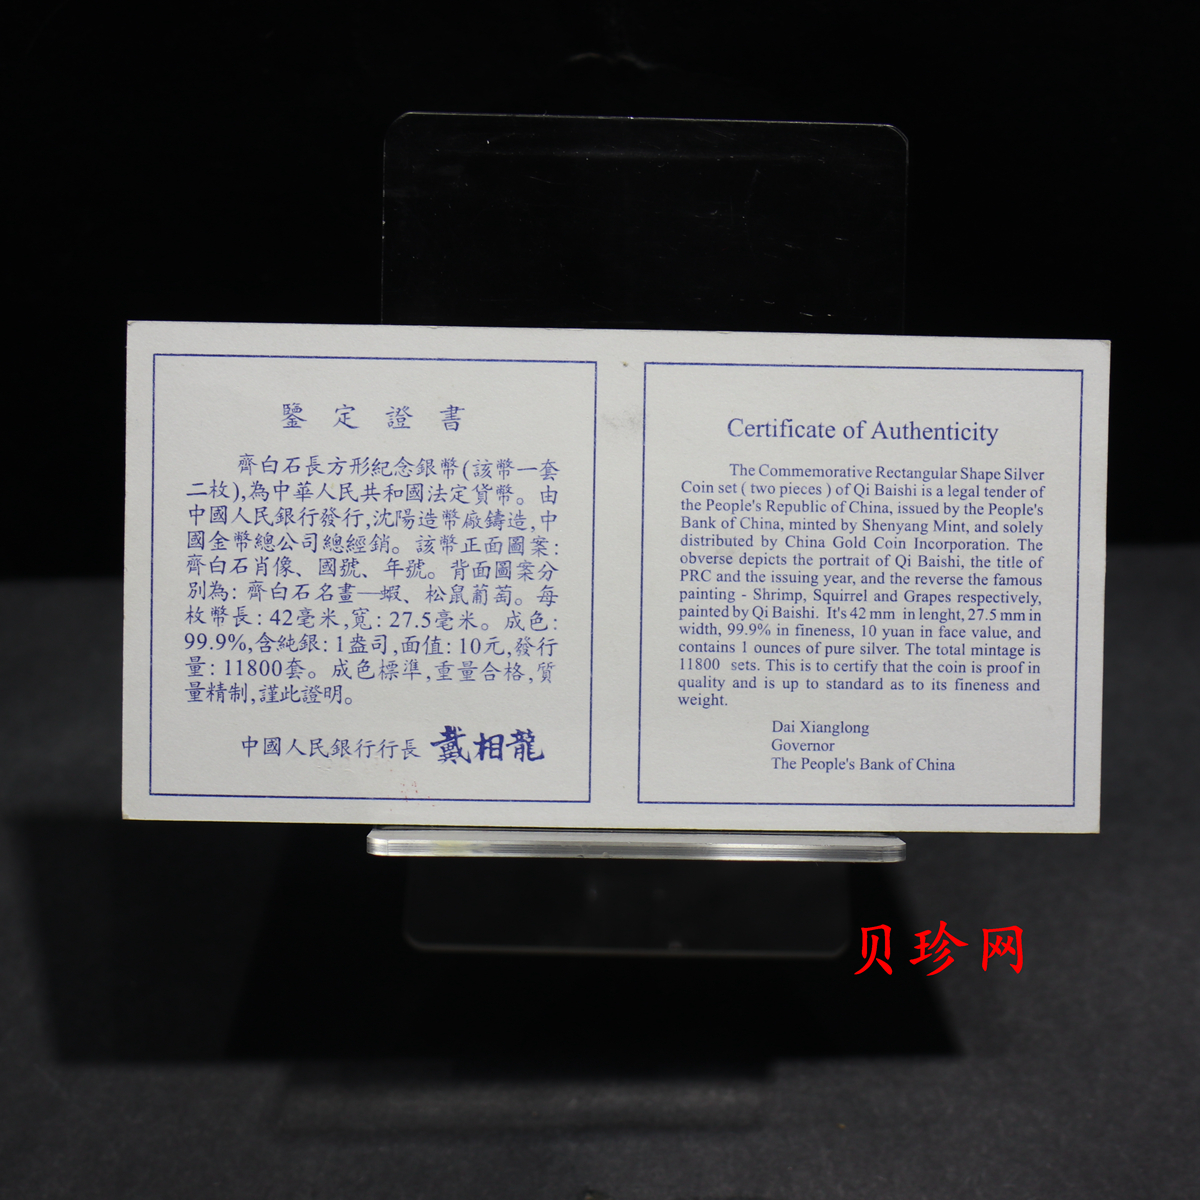 鑒定證書
齊白石長方形紀念銀幣(該幣一套
二枚),為中華人民共和國法定貨幣。由
中國人民銀行發行,沈陽造幣廠鑄造,中
國金幣總公司總經銷。該幣正面圖案:
齊白石肖像、國號、年號。背面圖案分
別為:齊白石名畫—蝦、松鼠葡萄。每
枚幣長:42毫米,寬:27.5毫米。成色:
99.9%,含純銀:1盎司,面值:10元,發行
量:11800套。成色標準,重量合格,質
量精制,謹此證明。
中國人民銀行行長 戴相龍
Certificate of Authenticity
The Commemorative Rectangular Shape Silver
Coin set ( two pieces ) of Qi Baishi is a legal tender of
the People's Republic of China, issued by the People's
Bank of China, minted by Shenyang Mint, and solely
distributed by China Gold Coin Incorporation. The
obverse depicts the portrait of Qi Baishi, the title of
PRC and the issuing year, and the reverse the famous
painting - Shrimp, Squirrel and Grapes respectively,
painted by Qi Baishi. It's 42 mm in lenght, 27.5 mm in
width, 99.9% in fineness, 10 yuan in face value, and
contains 1 ounces of pure silver. The total mintage is
11800 sets. This is to certify that the coin is proof in
quality and is up to standard as to its fineness and
weight.
Dai Xianglong
Governor
The People's Bank of China
贝珍网